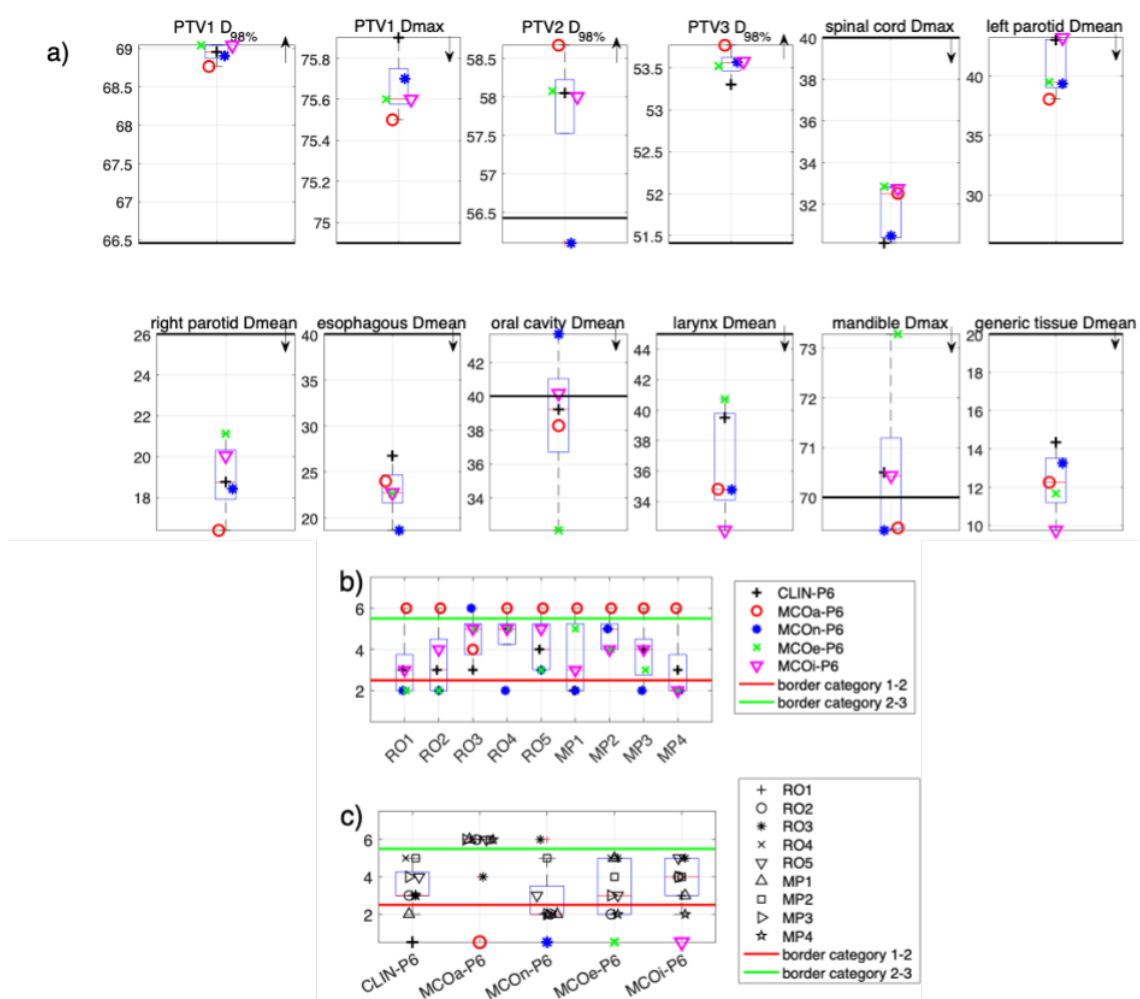 a)
PTV1 D98%
PTV1 Dmax
PTV2 D98%
PTV3 D98%
spinal cord Dmax
left parotid Dmean
69
68.5
68
67.5
67
66.5
75.8
75.6
75.4
75.2
75
58.5
58
57.5
57
56.5
53.5
53
52.5
52
51.5
40
38
36
34
32
40
35
30
right parotid Dmean
esophagous Dmean
oral cavity Dmean
larynx Dmean
mandible Dmax
generic tissue Dmean
26
24
22
20
18
40
35
30
25
20
42
40
38
36
34
44
42
40
38
36
34
73
72
71
70
20
18
16
14
12
10
b)
6
4
2
RO1
RO2
RO3
RO4
RO5
MP1
MP2
MP3
MP4
CLIN-P6
MCOa-P6
MCOn-P6
MCOe-P6
MCOi-P6
border category 1-2
border category 2-3
c)
6
4
2
CLIN-P6
MCOa-P6
MCOn-P6
MCOe-P6
MCOi-P6
RO1
RO2
RO3
RO4
RO5
MP1
MP2
MP3
MP4
border category 1-2
border category 2-3